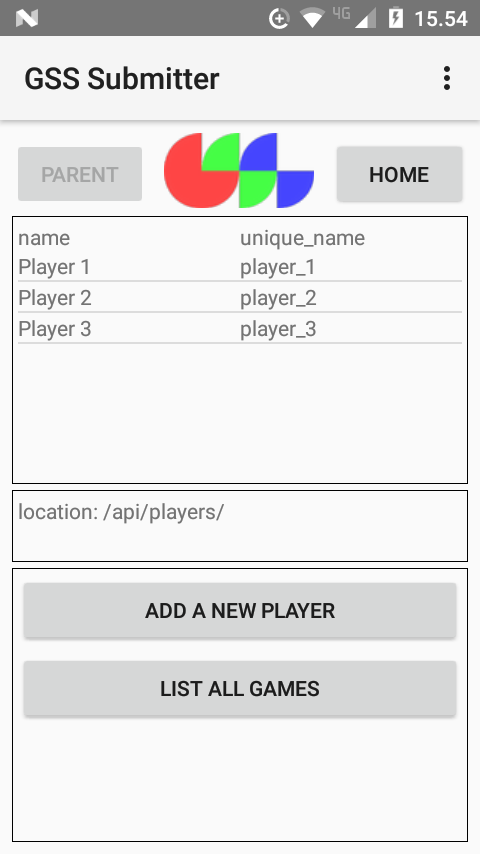 4G 15.54
GSS Submitter
PARENT HOME
name unique_name
Player 1 player_1
Player 2 player_2
Player 3 player_3
location: /api/players/
ADD A NEW PLAYER
LIST ALL GAMES